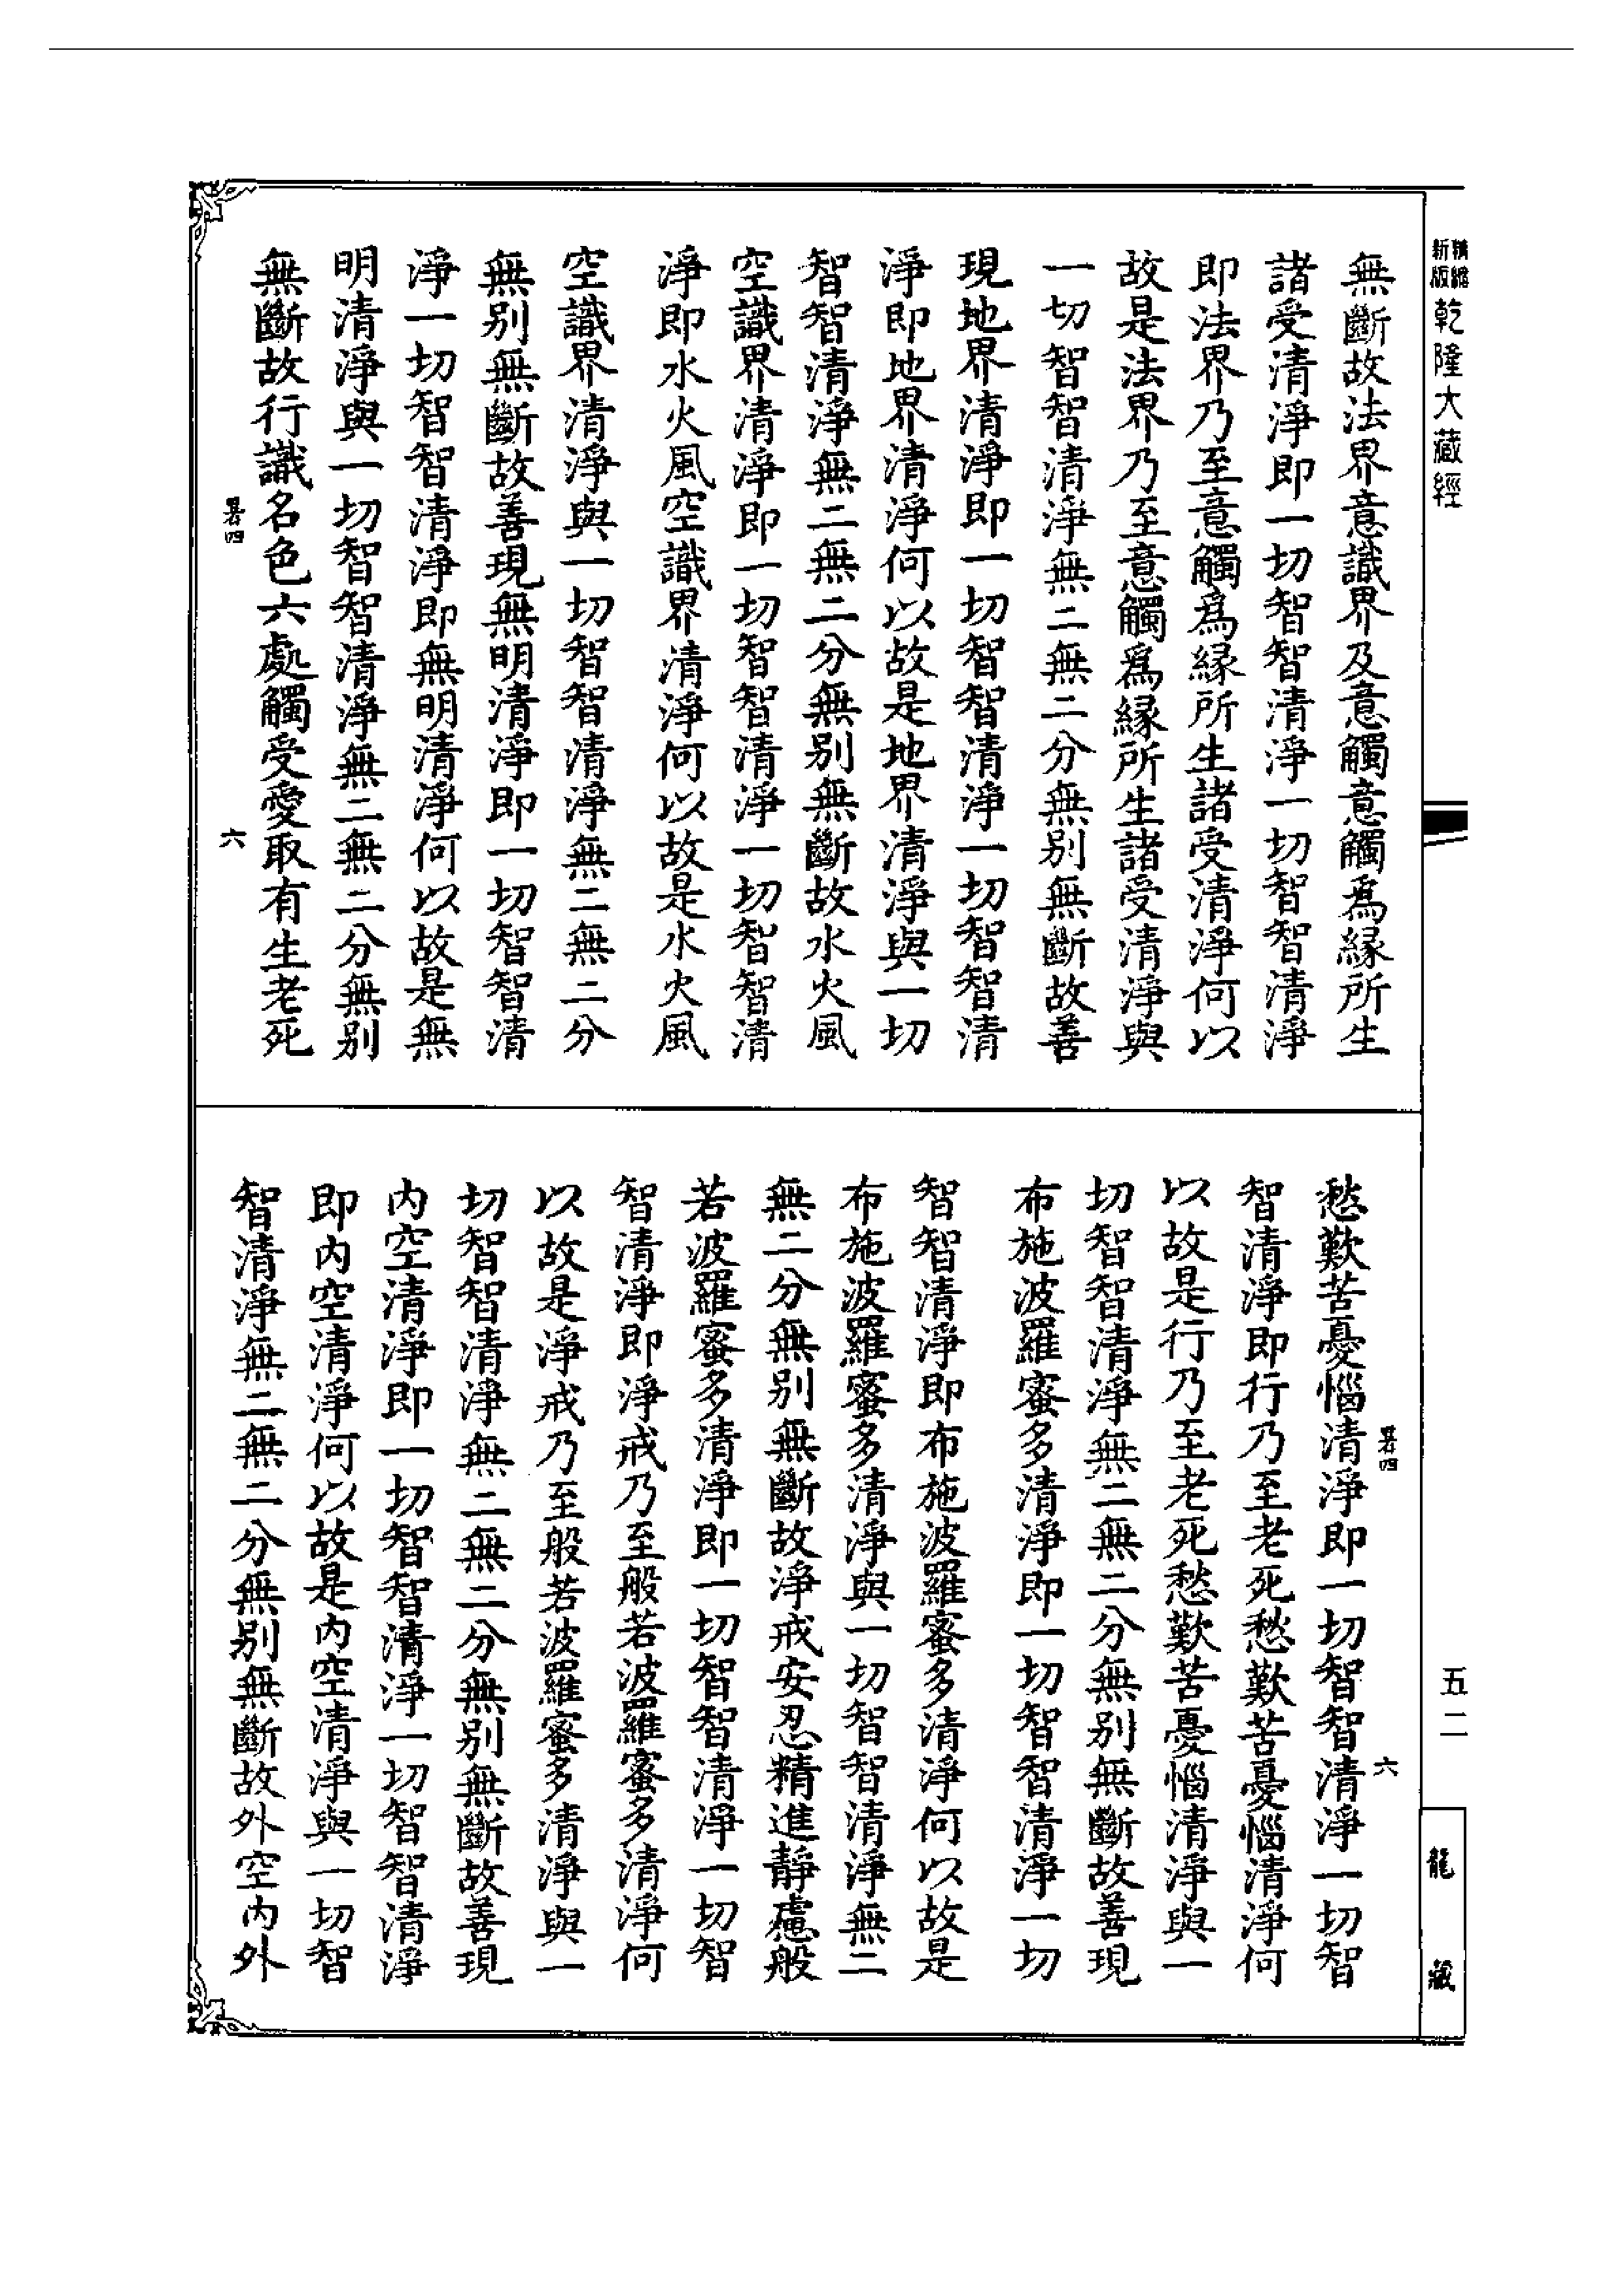 精縮新版乾隆大藏經
無斷故法界意識界及意觸意觸為緣所生
諸受清淨即一切智智清淨一切智智清淨
即法界乃至意觸為緣所生諸受清淨何以
故是法界乃至意觸為緣所生諸受清淨與
一切智智清淨無二無二分無別無斷故善
現地界清淨即一切智智清淨一切智智清
淨即地界清淨何以故是地界清淨與一切
智智清淨無二無二分無別無斷故水火風
空識界清淨即一切智智清淨一切智智清
淨即水火風空識界清淨何以故是水火風
空識界清淨與一切智智清淨無二無二分
無別無斷故善現無明清淨即一切智智清
淨一切智智清淨即無明清淨何以故是無
明清淨與一切智智清淨無二無二分無別
無斷故行識名色六處觸受愛取有生老死
畧四 六
五二
龍藏
畧四 六
愁歎苦憂惱清淨即一切智智清淨一切智
智清淨即行乃至老死愁歎苦憂惱清淨何
以故是行乃至老死愁歎苦憂惱清淨與一
切智智清淨無二無二分無別無斷故善現
布施波羅蜜多清淨即一切智智清淨一切
智智清淨即布施波羅蜜多清淨何以故是
布施波羅蜜多清淨與一切智智清淨無二
無二分無別無斷故淨戒安忍精進靜慮般
若波羅蜜多清淨即一切智智清淨一切智
智清淨即淨戒乃至般若波羅蜜多清淨何
以故是淨戒乃至般若波羅蜜多清淨與一
切智智清淨無二無二分無別無斷故善現
內空清淨即一切智智清淨一切智智清淨
即內空清淨何以故是內空清淨與一切智
智清淨無二無二分無別無斷故外空內外